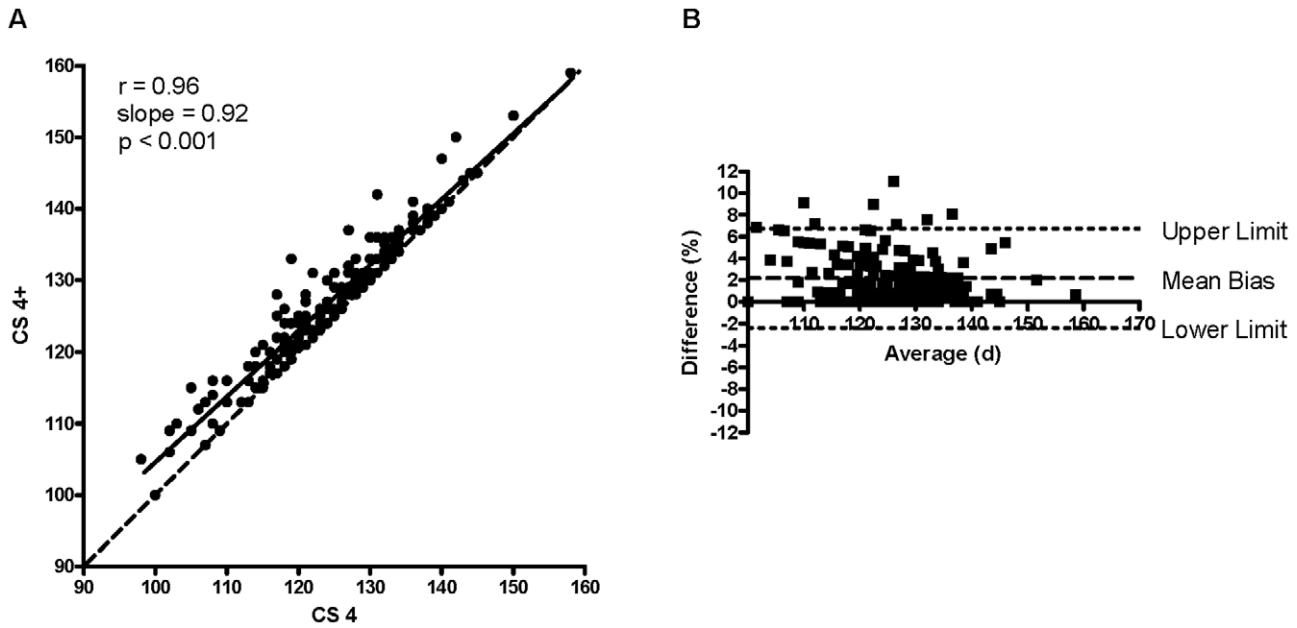 A
160
150
140
130
120
110
100
90
r = 0.96
slope = 0.92
p < 0.001
CS 4+
90 100 110 120 130 140 150 160
CS 4
B
12
10
8
6
4
2
0
-2
-4
-6
-8
-10
-12
Difference (%)
110 120 130 140 150 160 170
Average (d)
Upper Limit
Mean Bias
Lower Limit